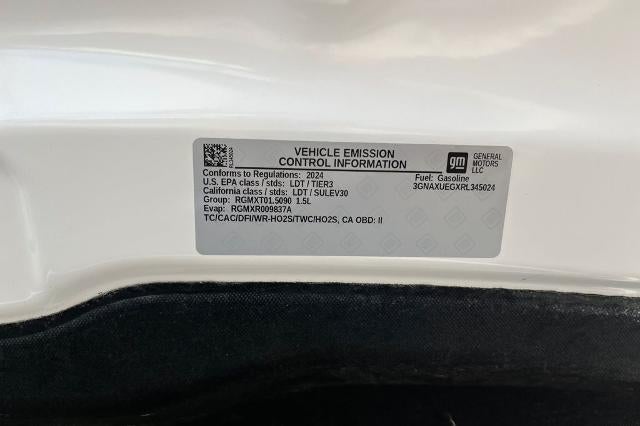 RL345024
VEHICLE EMISSION
CONTROL INFORMATION
gm
GENERAL
MOTORS
LLC
Conforms to Regulations: 2024
Fuel: Gasoline
U.S. EPA class / stds: LDT / TIER3
3GNAXUEGXRL345024
California class / stds: LDT / SULEV30
Group: RGMXT01.5090 1.5L
Evap: RGMXR009837A
TC/CAC/DFI/WR-HO2S/TWC/HO2S, CA OBD: II